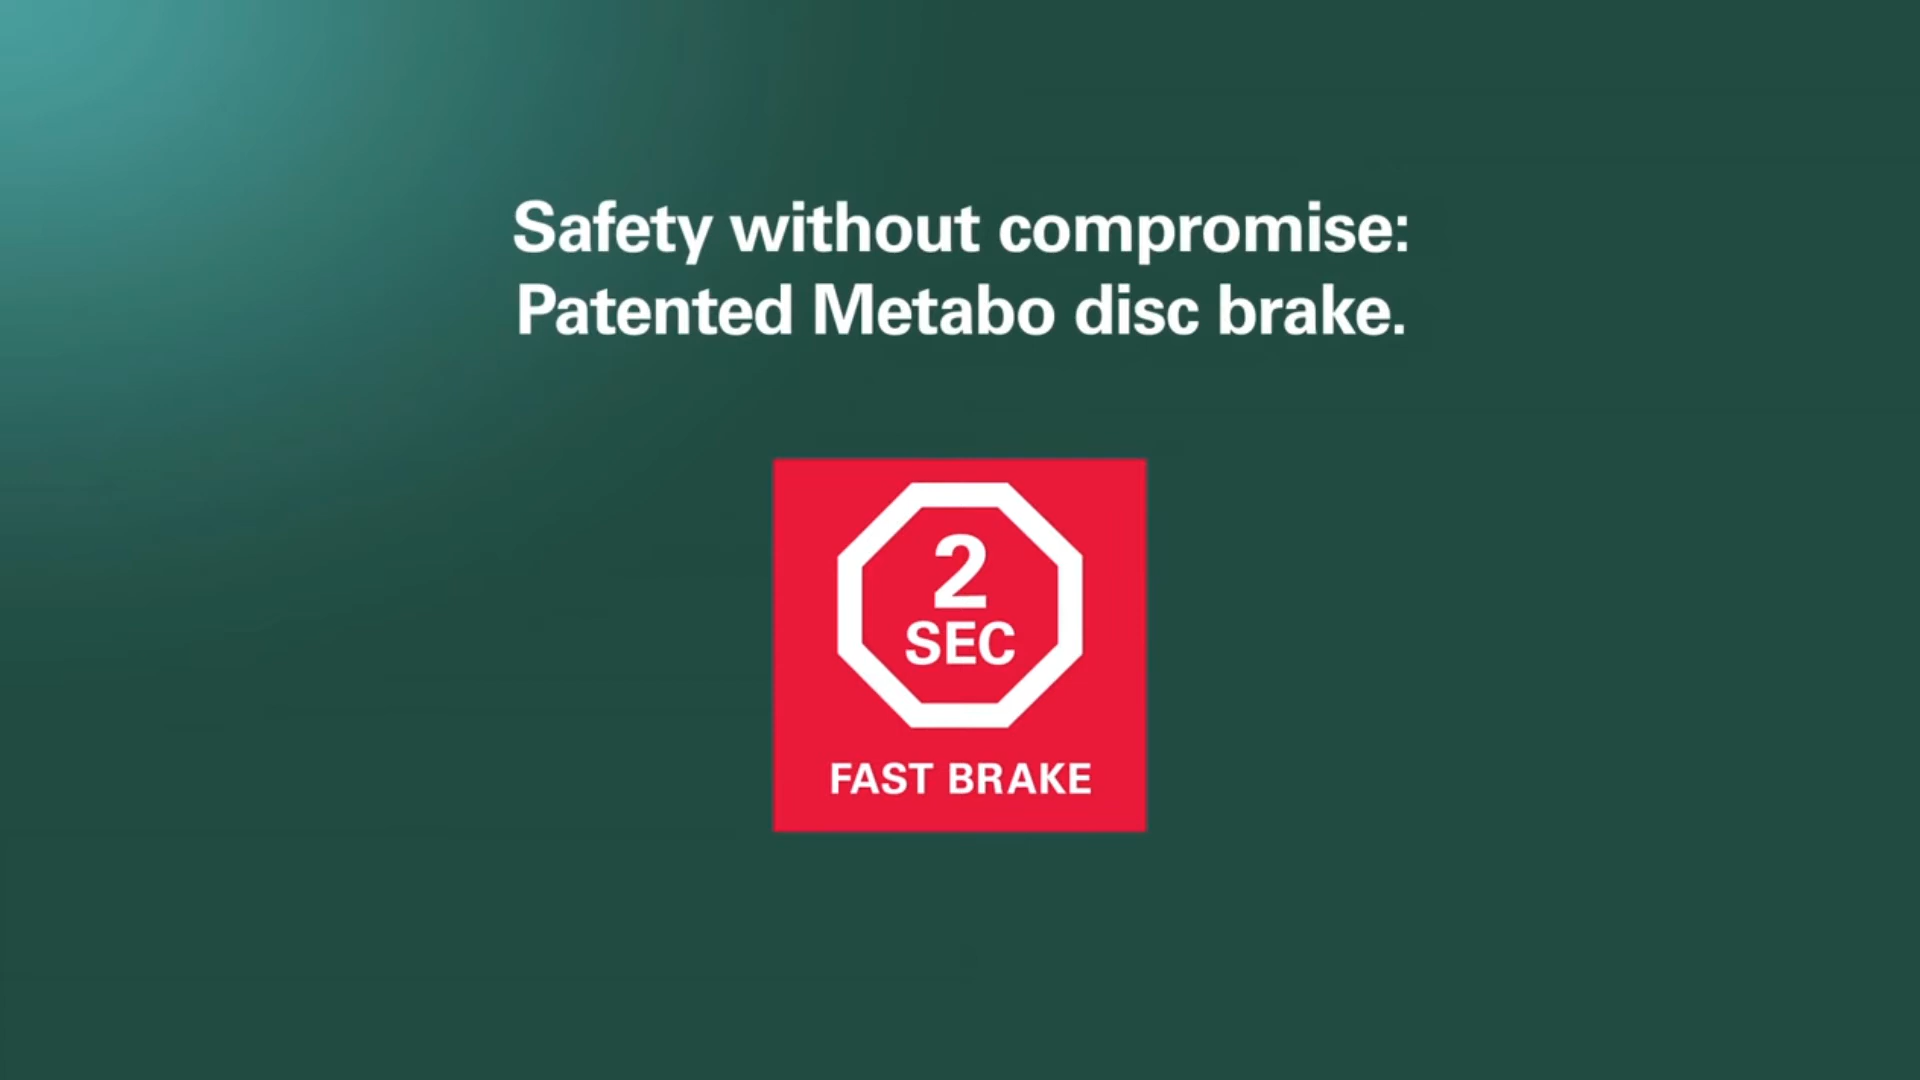 Safety without compromise:
Patented Metabo disc brake.
2
SEC
FAST BRAKE